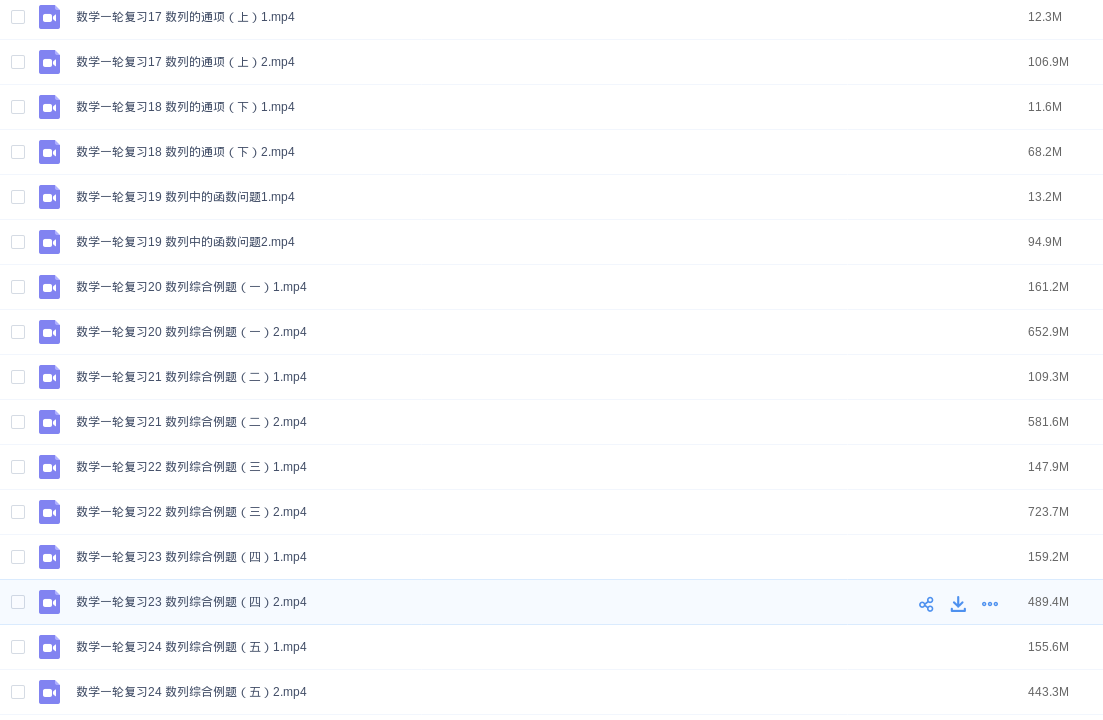 数学一轮复习17 数列的通项（上）1.mp4 12.3M
数学一轮复习17 数列的通项（上）2.mp4 106.9M
数学一轮复习18 数列的通项（下）1.mp4 11.6M
数学一轮复习18 数列的通项（下）2.mp4 68.2M
数学一轮复习19 数列中的函数问题1.mp4 13.2M
数学一轮复习19 数列中的函数问题2.mp4 94.9M
数学一轮复习20 数列综合例题（一）1.mp4 161.2M
数学一轮复习20 数列综合例题（一）2.mp4 652.9M
数学一轮复习21 数列综合例题（二）1.mp4 109.3M
数学一轮复习21 数列综合例题（二）2.mp4 581.6M
数学一轮复习22 数列综合例题（三）1.mp4 147.9M
数学一轮复习22 数列综合例题（三）2.mp4 723.7M
数学一轮复习23 数列综合例题（四）1.mp4 159.2M
数学一轮复习23 数列综合例题（四）2.mp4 489.4M
数学一轮复习24 数列综合例题（五）1.mp4 155.6M
数学一轮复习24 数列综合例题（五）2.mp4 443.3M